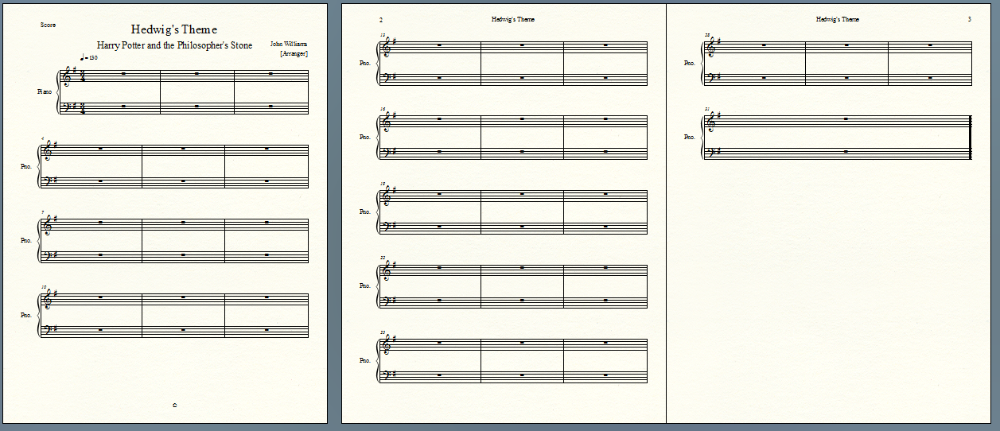 Score
Hedwig's Theme
Harry Potter and the Philosopher's Stone
John Williams
[Arranger]
♩=130
Piano
3
4
4
Pno.
7
Pno.
10
Pno.
©
2
Hedwig's Theme
13
Pno.
16
Pno.
19
Pno.
22
Pno.
25
Pno.
Hedwig's Theme
3
28
Pno.
31
Pno.